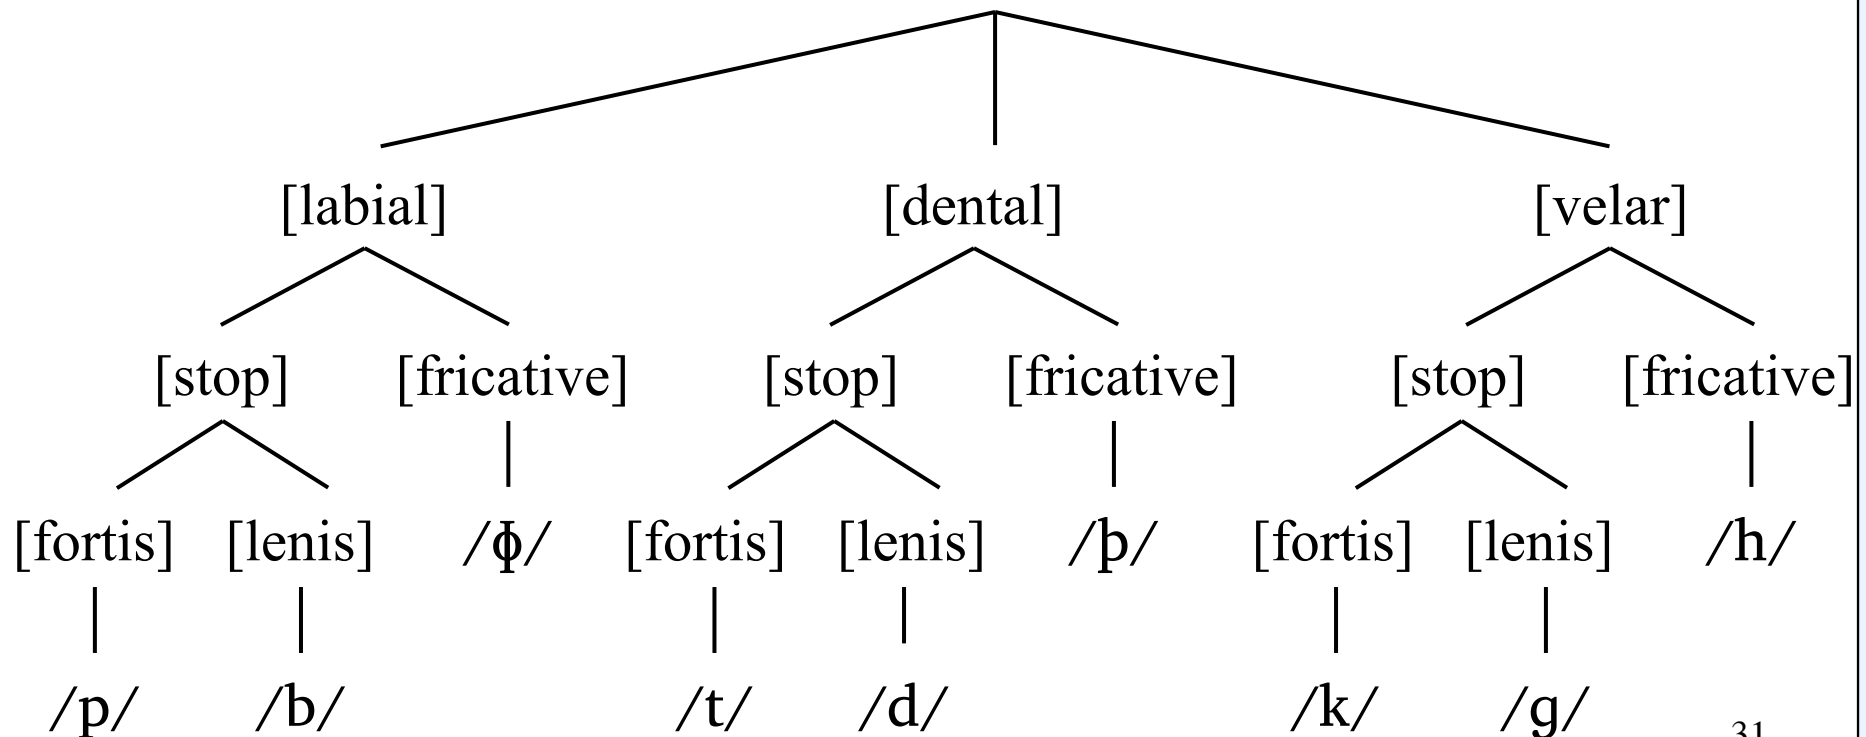 [labial] [dental] [velar]
[stop] [fricative] [stop] [fricative] [stop] [fricative]
[fortis] [lenis] /ɸ/ [fortis] [lenis] /þ/ [fortis] [lenis] /h/
/p/ /b/ /t/ /d/ /k/ /ɡ/
31